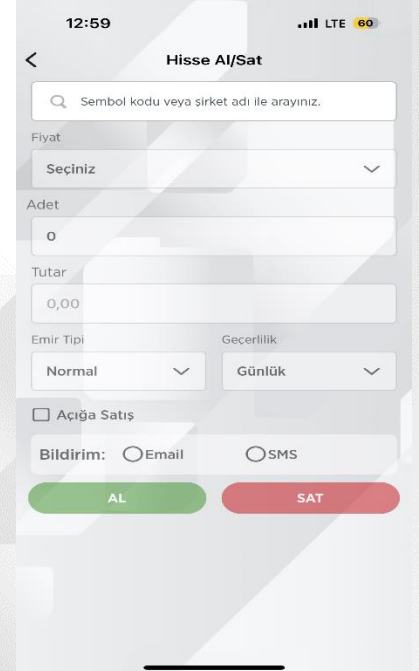 12:59
LTE 60
Hisse Al/Sat
Sembol kodu veya şirket adı ile arayınız.
Fiyat
Seçiniz
Adet
0
Tutar
0,00
Emir Tipi
Geçerlilik
Normal
Günlük
Açığa Satış
Bildirim: Email SMS
AL
SAT